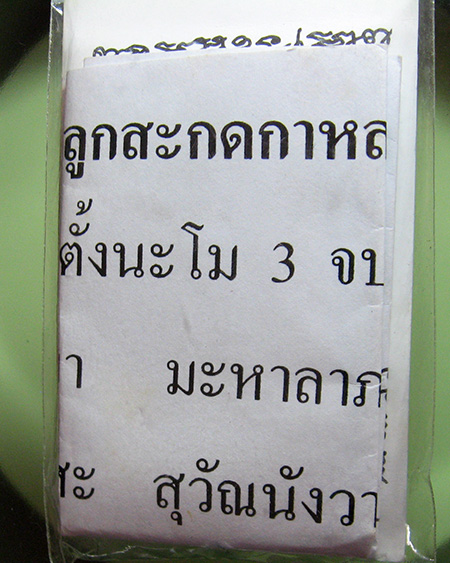 ลูกสะกดกาหล
ตั้งนะโม 3 จบ
า มะหาลาภ
สะ สุวัณนังวา